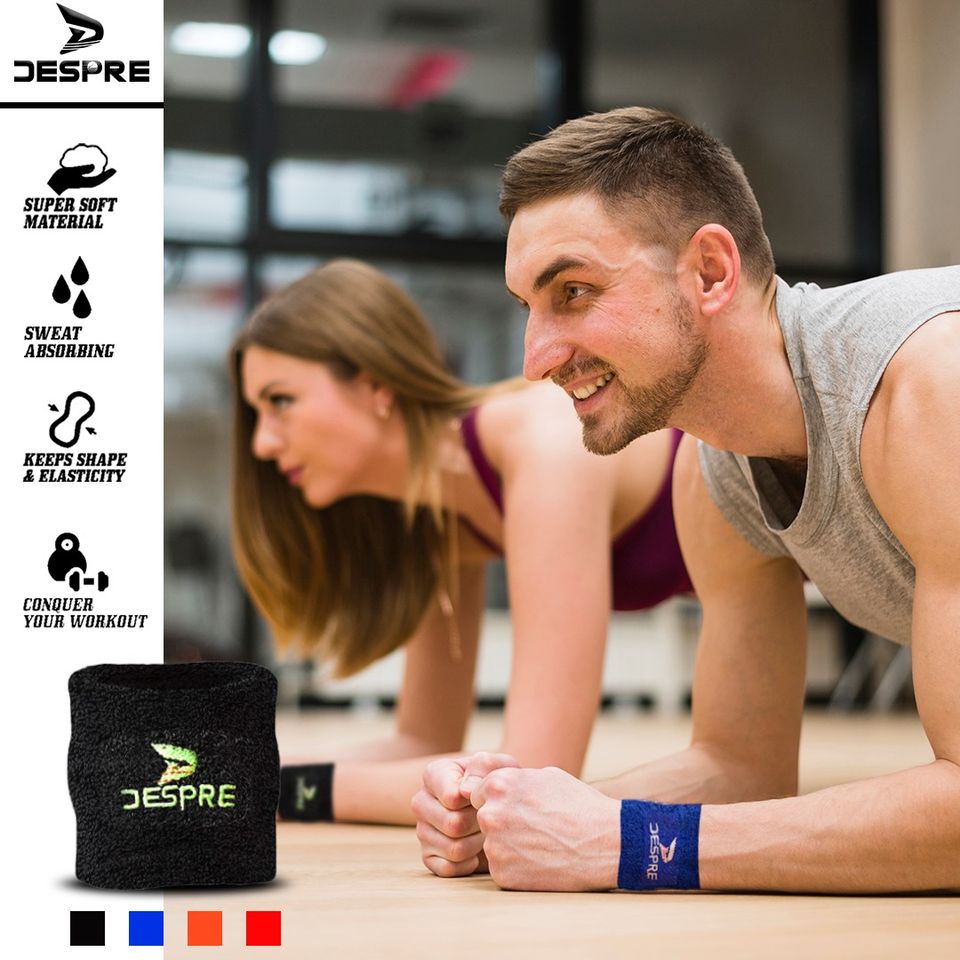 DESPRE
SUPER SOFT
MATERIAL
SWEAT
ABSORBING
KEEPS SHAPE
& ELASTICITY
CONQUER
YOUR WORKOUT
DESPRE
DESPRE